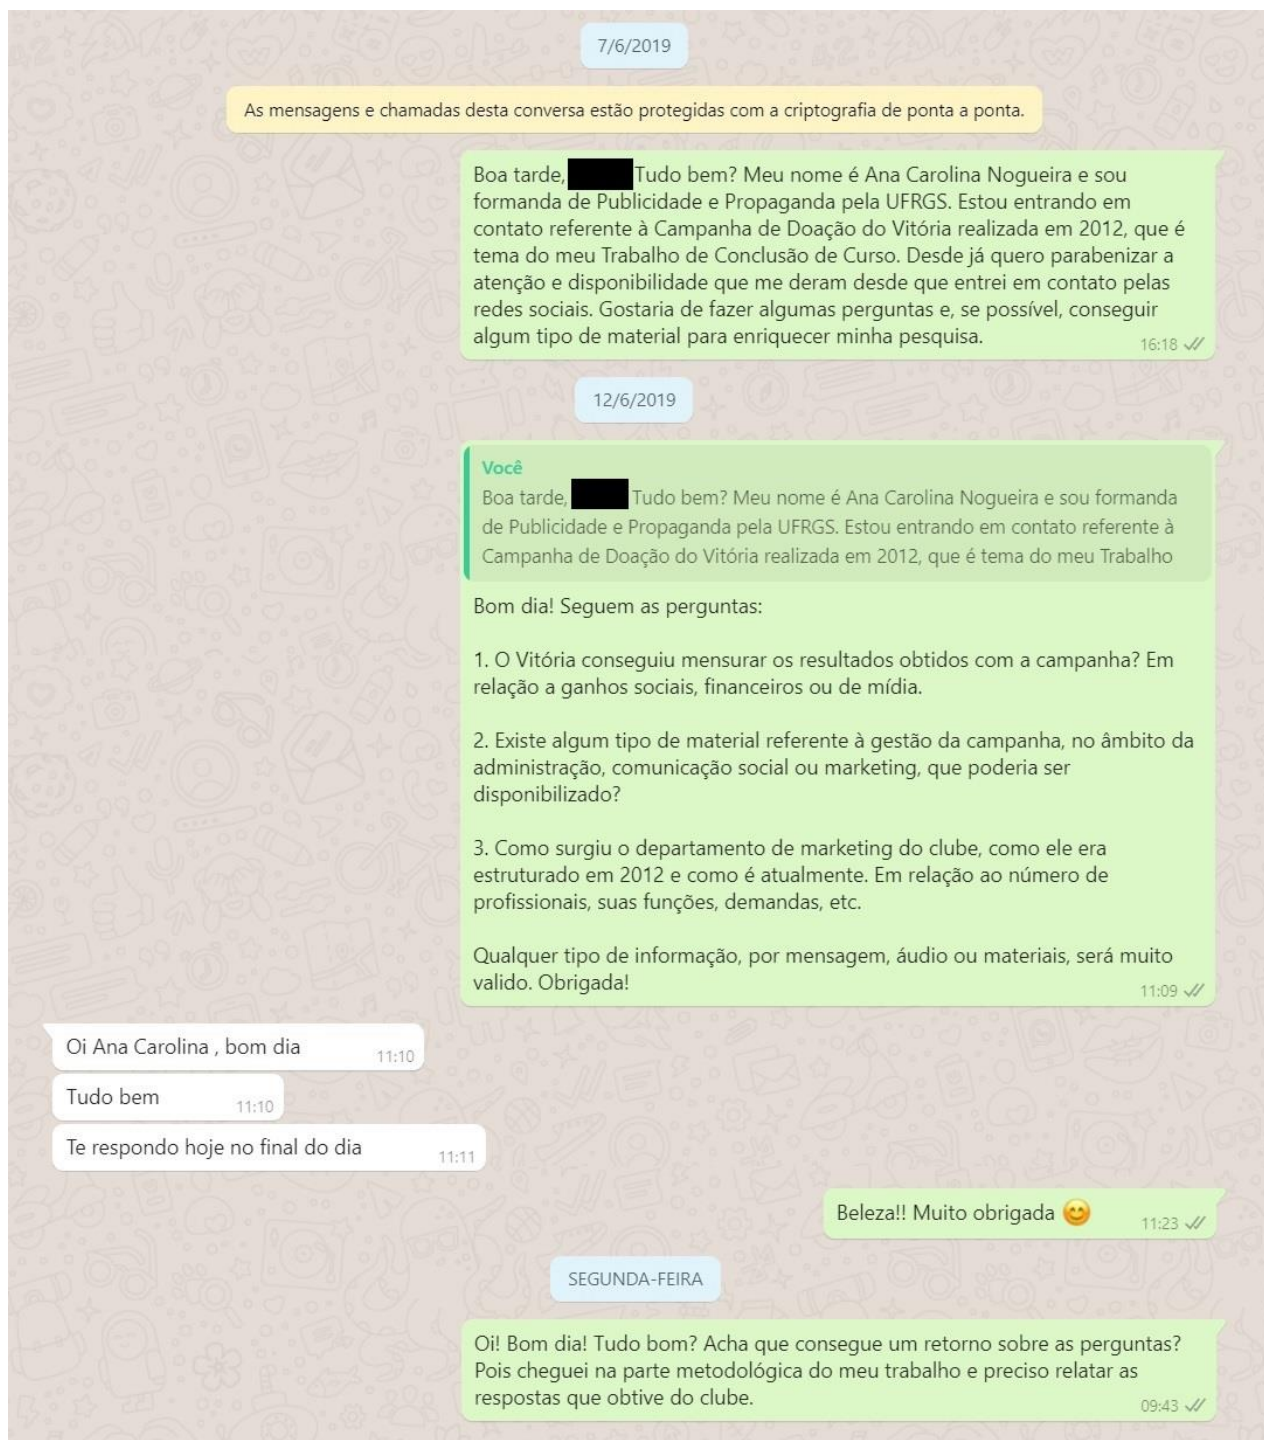 7/6/2019
As mensagens e chamadas desta conversa estão protegidas com a criptografia de ponta a ponta.
Boa tarde, Tudo bem? Meu nome é Ana Carolina Nogueira e sou
formanda de Publicidade e Propaganda pela UFRGS. Estou entrando em
contato referente à Campanha de Doação do Vitória realizada em 2012, que é
tema do meu Trabalho de Conclusão de Curso. Desde já quero parabenizar a
atenção e disponibilidade que me deram desde que entrei em contato pelas
redes sociais. Gostaria de fazer algumas perguntas e, se possível, conseguir
algum tipo de material para enriquecer minha pesquisa.
16:18
12/6/2019
Você
Boa tarde, Tudo bem? Meu nome é Ana Carolina Nogueira e sou formanda
de Publicidade e Propaganda pela UFRGS. Estou entrando em contato referente à
Campanha de Doação do Vitória realizada em 2012, que é tema do meu Trabalho
Bom dia! Seguem as perguntas:
1. O Vitória conseguiu mensurar os resultados obtidos com a campanha? Em
relação a ganhos sociais, financeiros ou de mídia.
2. Existe algum tipo de material referente à gestão da campanha, no âmbito da
administração, comunicação social ou marketing, que poderia ser
disponibilizado?
3. Como surgiu o departamento de marketing do clube, como ele era
estruturado em 2012 e como é atualmente. Em relação ao número de
profissionais, suas funções, demandas, etc.
Qualquer tipo de informação, por mensagem, áudio ou materiais, será muito
valido. Obrigada!
11:09
Oi Ana Carolina , bom dia
11:10
Tudo bem
11:10
Te respondo hoje no final do dia
11:11
Beleza!! Muito obrigada 😊
11:23
SEGUNDA-FEIRA
Oi! Bom dia! Tudo bom? Acha que consegue um retorno sobre as perguntas?
Pois cheguei na parte metodológica do meu trabalho e preciso relatar as
respostas que obtive do clube.
09:43